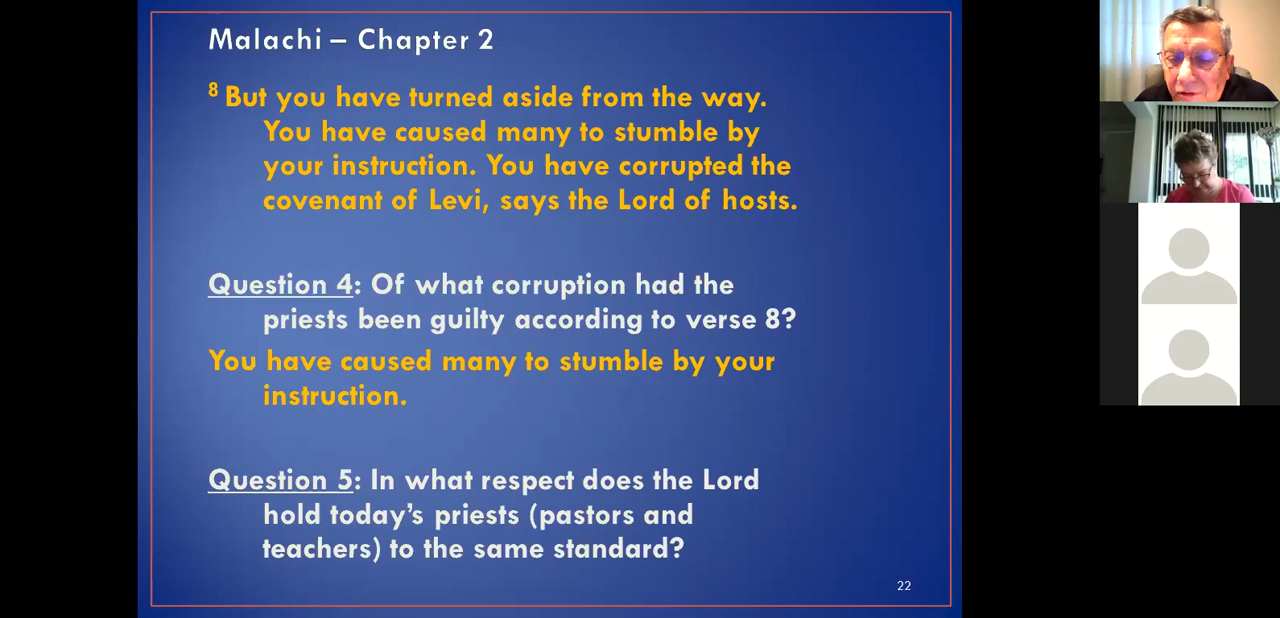 Malachi – Chapter 2
8 But you have turned aside from the way.
You have caused many to stumble by
your instruction. You have corrupted the
covenant of Levi, says the Lord of hosts.
Question 4: Of what corruption had the
priests been guilty according to verse 8?
You have caused many to stumble by your
instruction.
Question 5: In what respect does the Lord
hold today’s priests (pastors and
teachers) to the same standard?
22